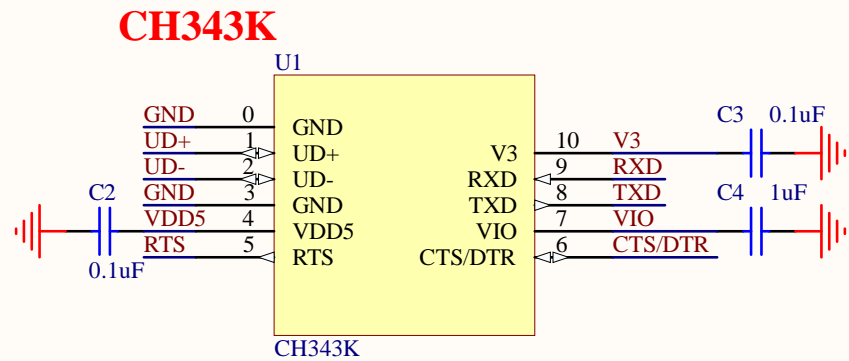 CH343K
U1
GND 0 GND
UD+ 1 UD+
UD- 2 UD-
GND 3 GND
C2 VDD5 4 VDD5
0.1uF RTS 5 RTS
V3 10 V3 C3 0.1uF
RXD 9 RXD
TXD 8 TXD C4 1uF
VIO 7 VIO
CTS/DTR 6 CTS/DTR
CH343K